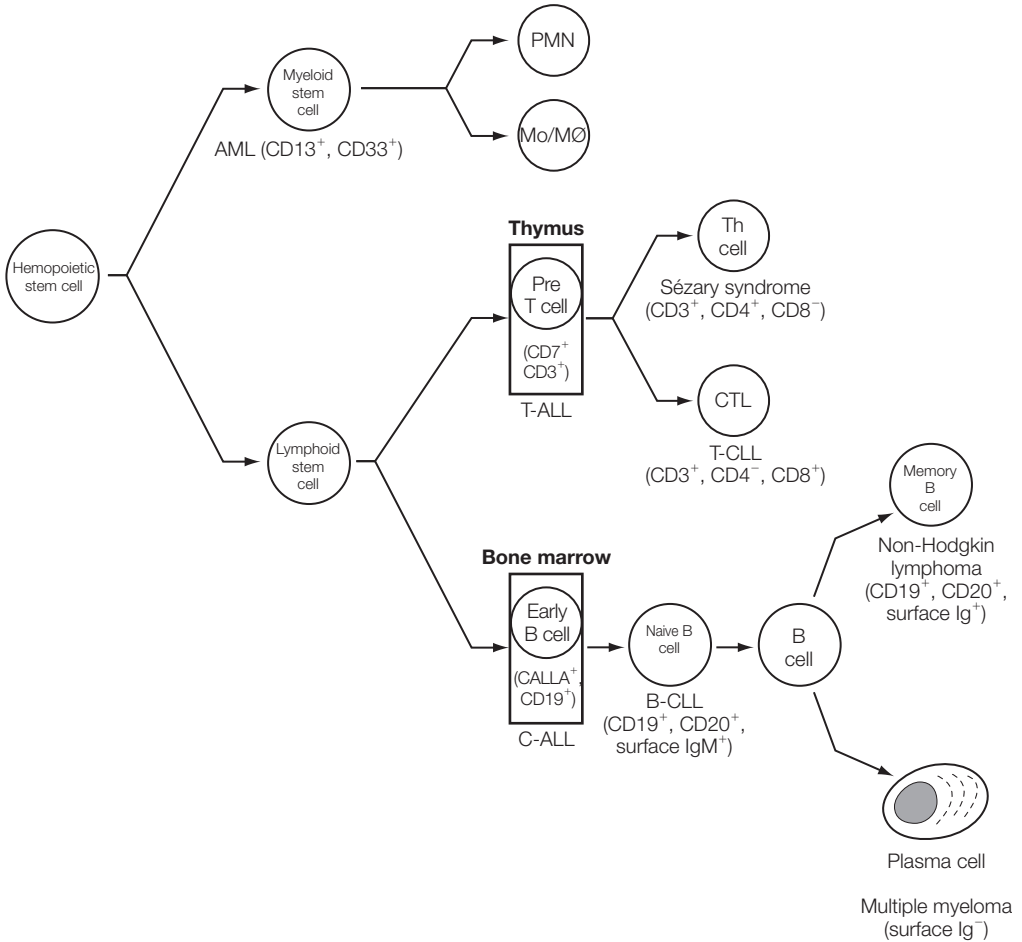 PMN
Myeloid
stem
cell
Mo/MØ
AML (CD13⁺, CD33⁺)
Thymus
Th
cell
Hemopoietic
stem cell
Pre
T cell
Sézary syndrome
(CD3⁺, CD4⁺, CD8⁻)
(CD7⁺
CD3⁺)
T-ALL
CTL
Lymphoid
stem
cell
T-CLL
(CD3⁺, CD4⁻, CD8⁺)
Memory
B
cell
Non-Hodgkin
lymphoma
(CD19⁺, CD20⁺,
surface Ig⁺)
Bone marrow
Early
B cell
(CALLA⁺,
CD19⁺)
C-ALL
Naive B
cell
B-CLL
(CD19⁺, CD20⁺,
surface IgM⁺)
B
cell
Plasma cell
Multiple myeloma
(surface Ig⁻)